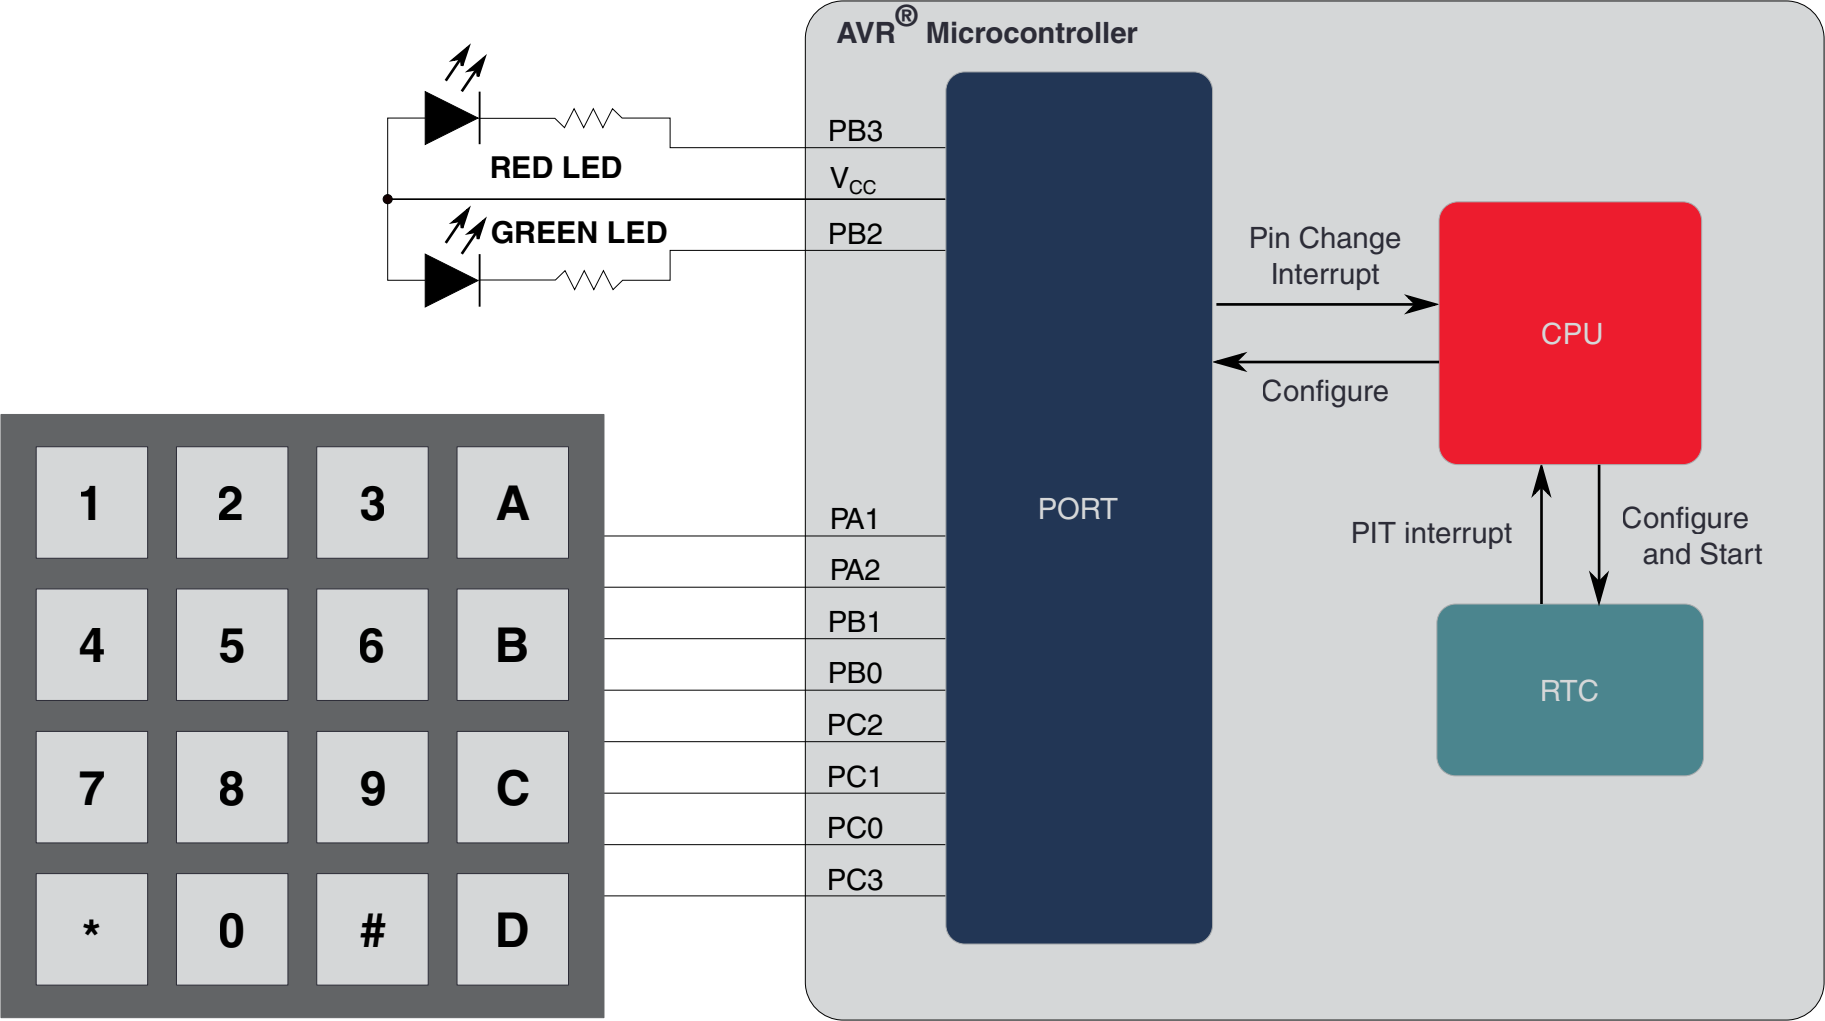 AVR® Microcontroller
PB3
RED LED
VCC
GREEN LED
PB2
Pin Change
Interrupt
CPU
Configure
1 2 3 A
4 5 6 B
7 8 9 C
* 0 # D
PA1
PA2
PB1
PB0
PC2
PC1
PC0
PC3
PORT
PIT interrupt
Configure
and Start
RTC